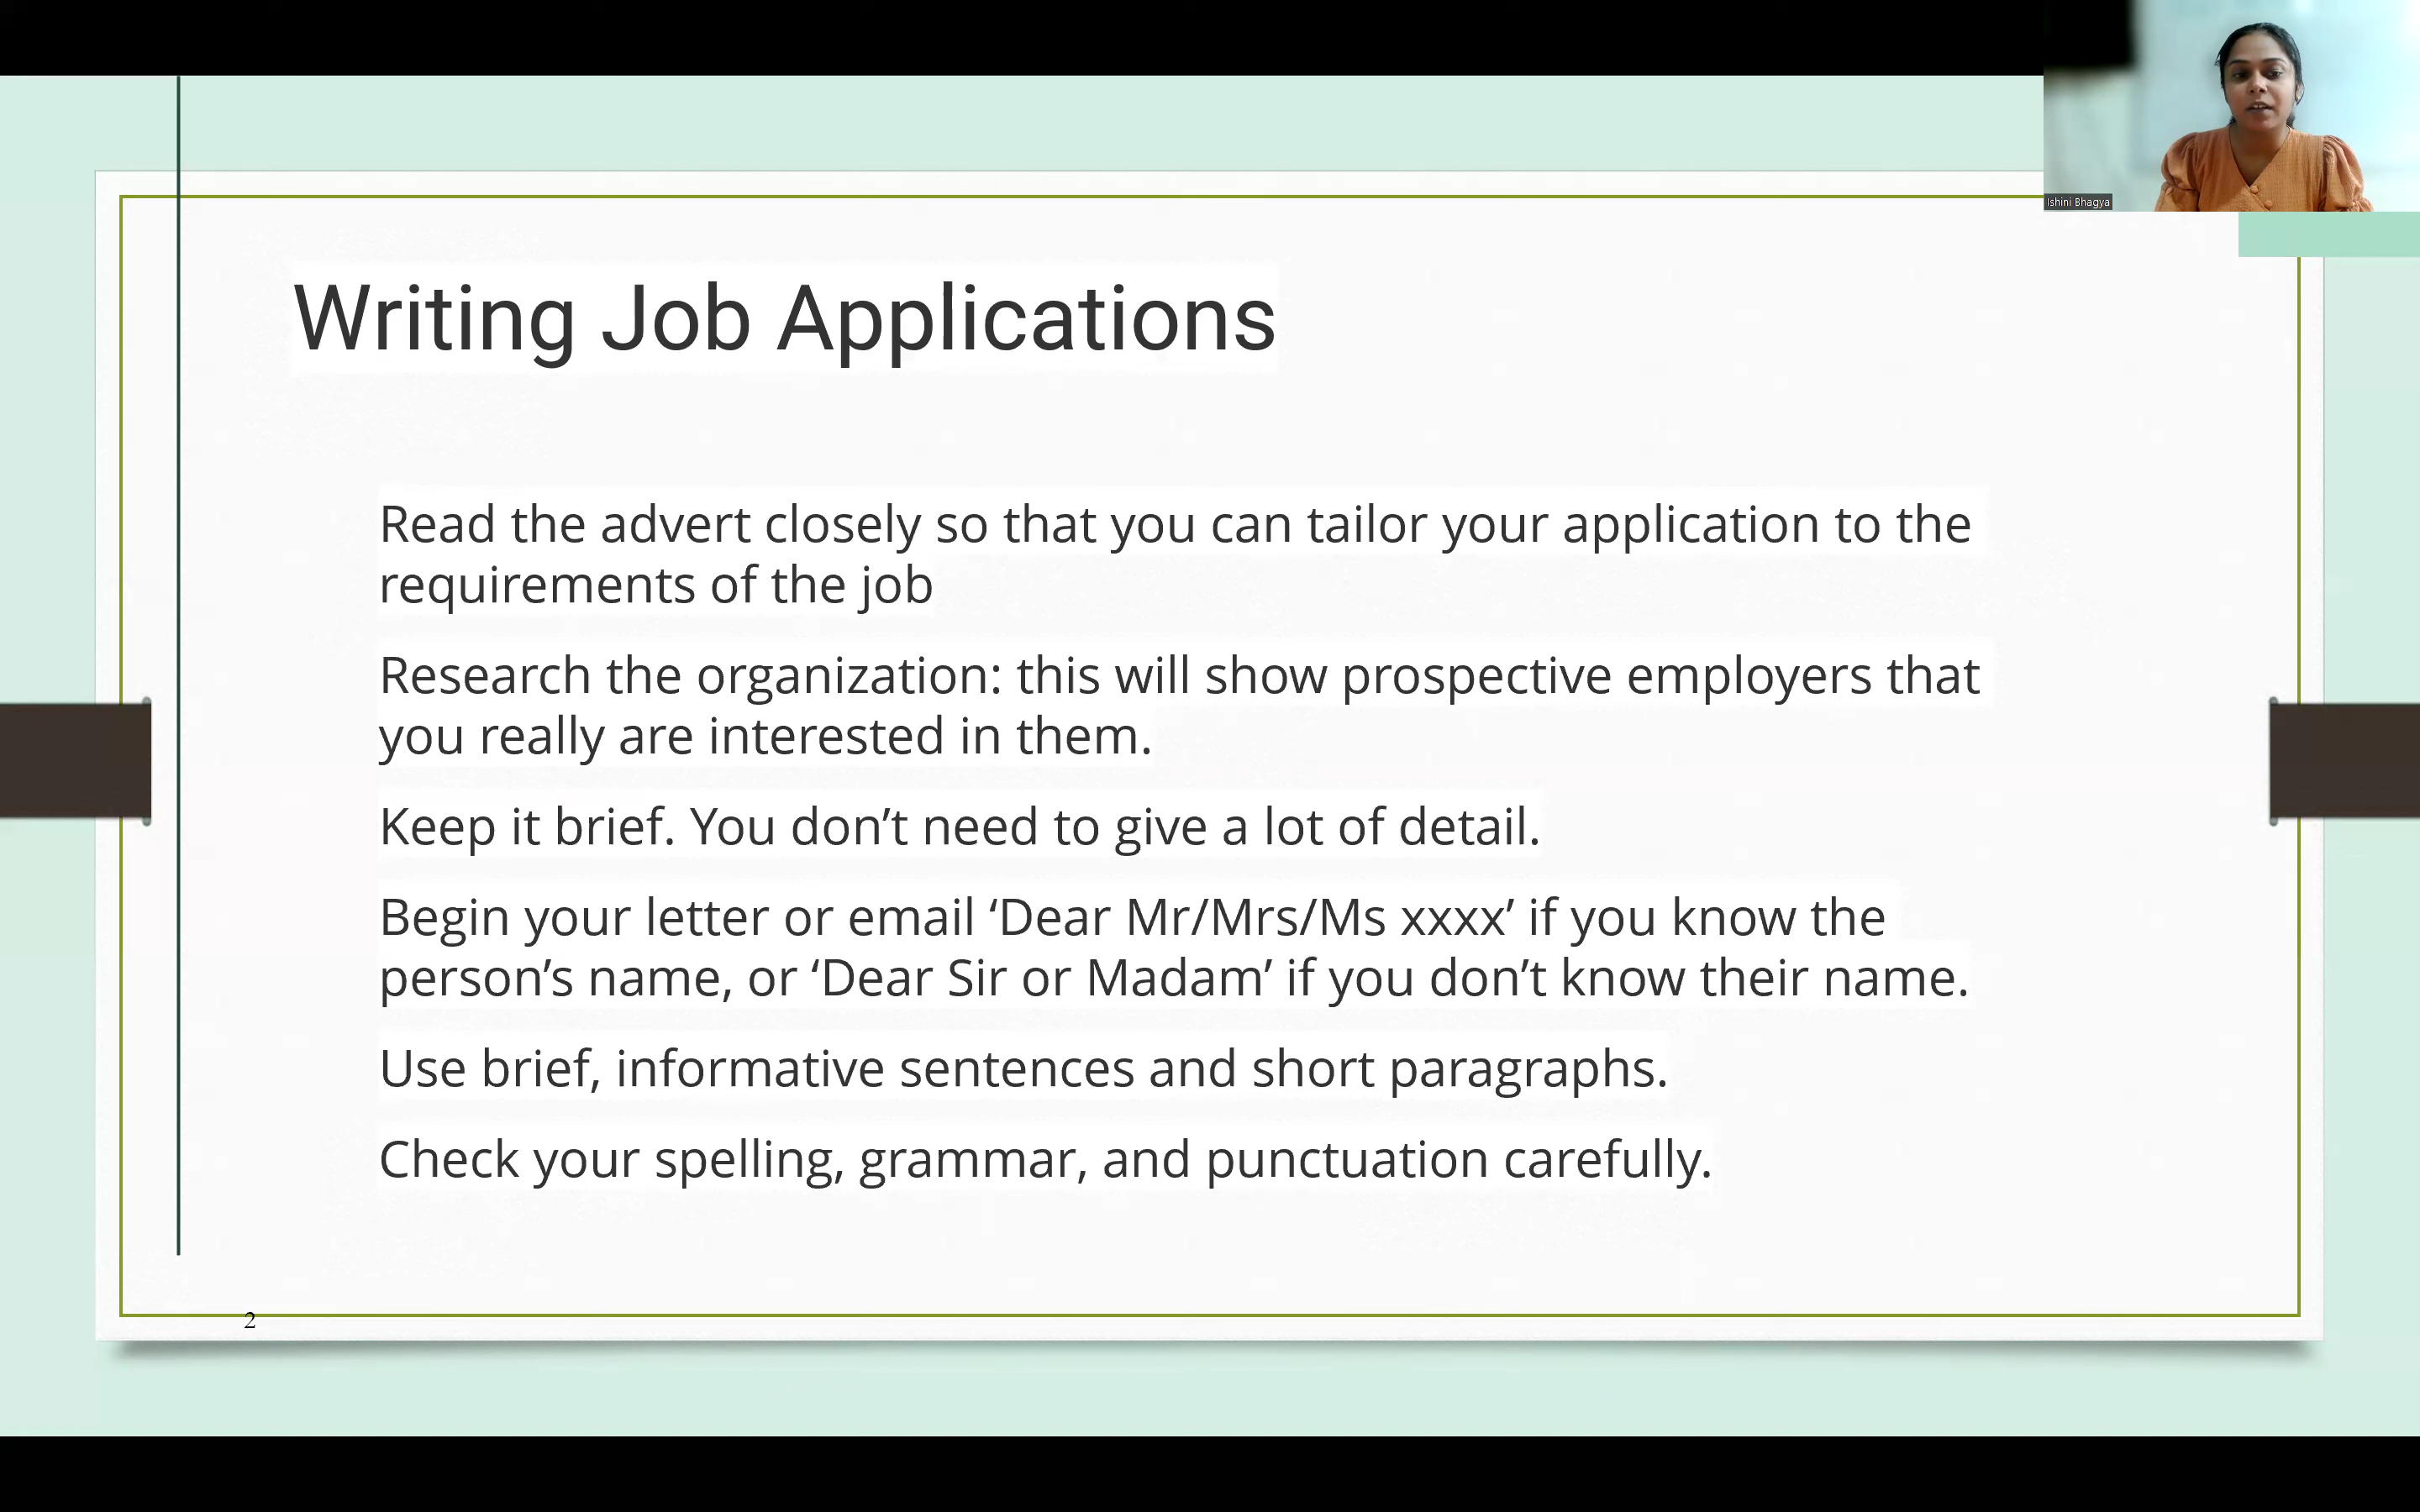 Ishini Bhagya
Writing Job Applications
Read the advert closely so that you can tailor your application to the
requirements of the job
Research the organization: this will show prospective employers that
you really are interested in them.
Keep it brief. You don’t need to give a lot of detail.
Begin your letter or email ‘Dear Mr/Mrs/Ms xxxx’ if you know the
person’s name, or ‘Dear Sir or Madam’ if you don’t know their name.
Use brief, informative sentences and short paragraphs.
Check your spelling, grammar, and punctuation carefully.
2